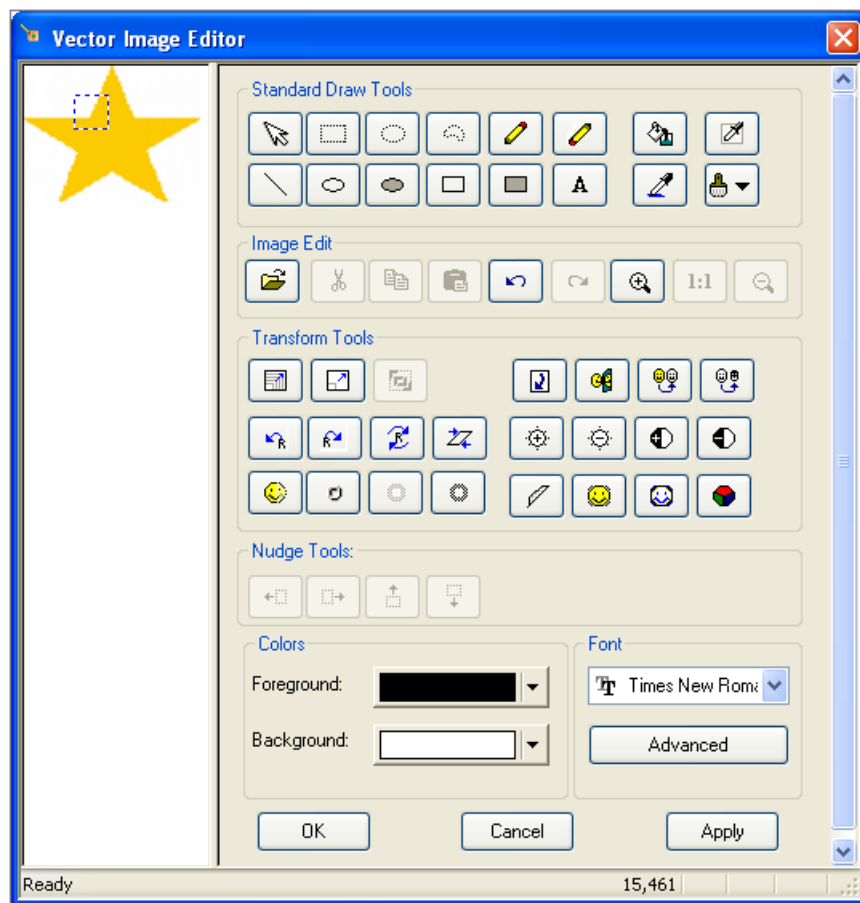 Vector Image Editor
Standard Draw Tools
A
Image Edit
1:1
Transform Tools
R R R
Nudge Tools:
Colors
Font
Foreground:
Times New Roma
Background:
Advanced
OK Cancel Apply
Ready 15,461